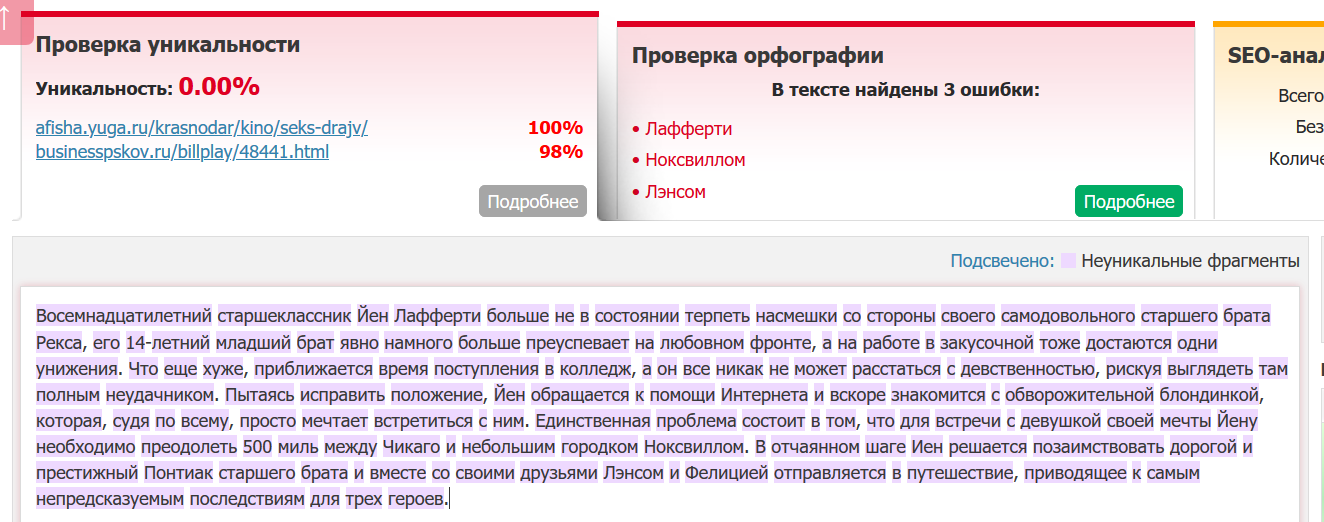 ↑
Проверка уникальности
Уникальность: 0.00%
afisha.yuga.ru/krasnodar/kino/seks-drajv/ 100%
businesspskov.ru/billplay/48441.html 98%
Подробнее
Проверка орфографии
В тексте найдены 3 ошибки:
• Лафферти
• Ноксвиллом
• Лэнсом
Подробнее
SEO-анал
Всего
Без
Количе
Подсвечено: Неуникальные фрагменты
Восемнадцатилетний старшеклассник Йен Лафферти больше не в состоянии терпеть насмешки со стороны своего самодовольного старшего брата
Рекса, его 14-летний младший брат явно намного больше преуспевает на любовном фронте, а на работе в закусочной тоже достаются одни
унижения. Что еще хуже, приближается время поступления в колледж, а он все никак не может расстаться с девственностью, рискуя выглядеть там
полным неудачником. Пытаясь исправить положение, Йен обращается к помощи Интернета и вскоре знакомится с обворожительной блондинкой,
которая, судя по всему, просто мечтает встретиться с ним. Единственная проблема состоит в том, что для встречи с девушкой своей мечты Йену
необходимо преодолеть 500 миль между Чикаго и небольшим городком Ноксвиллом. В отчаянном шаге Иен решается позаимствовать дорогой и
престижный Понтиак старшего брата и вместе со своими друзьями Лэнсом и Фелицией отправляется в путешествие, приводящее к самым
непредсказуемым последствиям для трех героев.